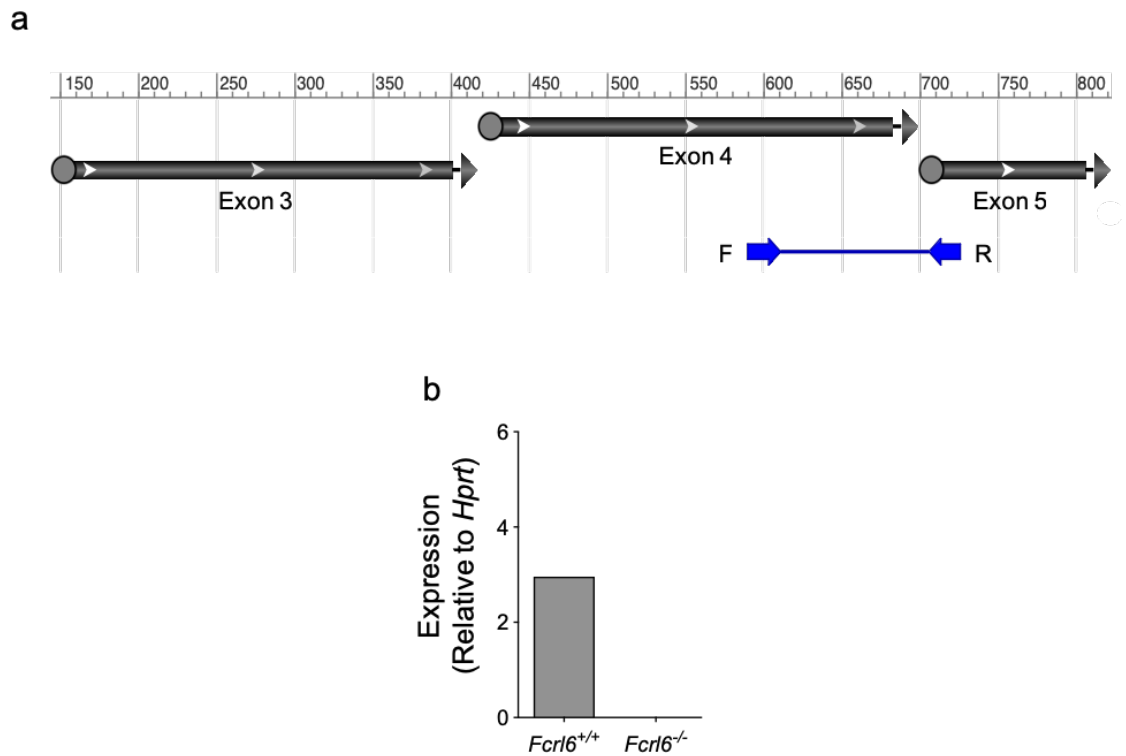 a
150 200 250 300 350 400 450 500 550 600 650 700 750 800
Exon 4
Exon 3 Exon 5
F R
b
Expression
(Relative to Hprt)
6
4
2
0
Fcrl6+/+ Fcrl6-/-